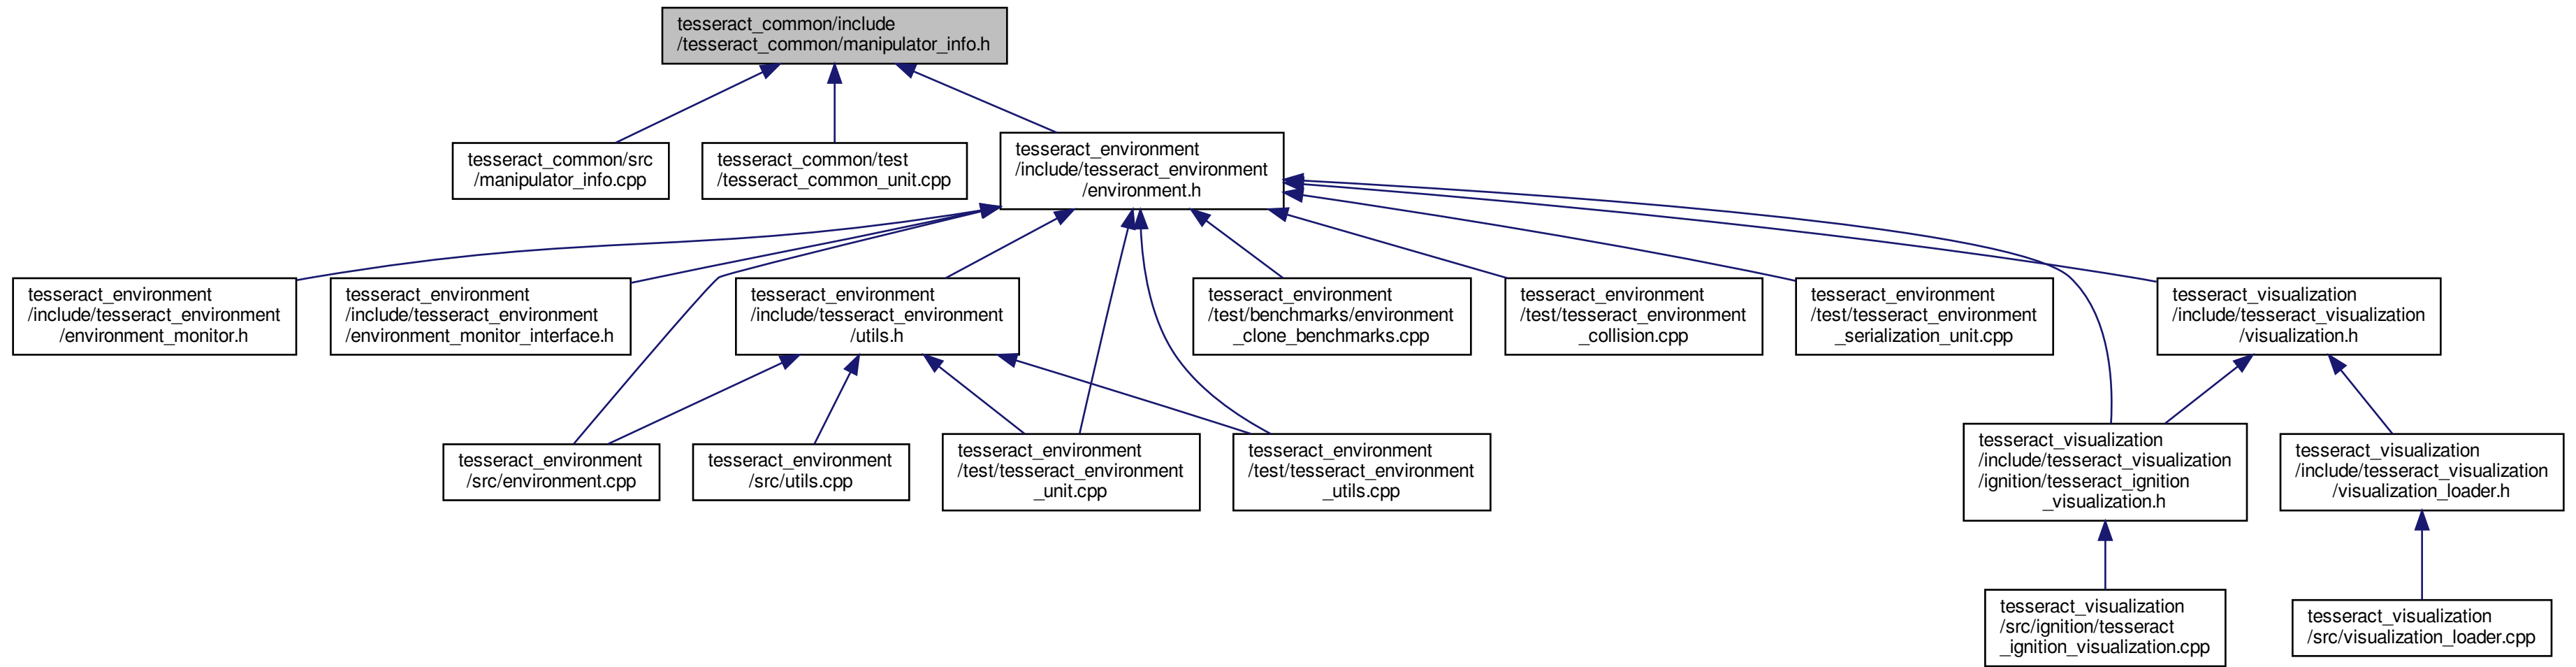 tesseract_common/include
/tesseract_common/manipulator_info.h
tesseract_common/src
/manipulator_info.cpp
tesseract_common/test
/tesseract_common_unit.cpp
tesseract_environment
/include/tesseract_environment
/environment.h
tesseract_environment
/include/tesseract_environment
/environment_monitor.h
tesseract_environment
/include/tesseract_environment
/environment_monitor_interface.h
tesseract_environment
/include/tesseract_environment
/utils.h
tesseract_environment
/test/benchmarks/environment
_clone_benchmarks.cpp
tesseract_environment
/test/tesseract_environment
_collision.cpp
tesseract_environment
/test/tesseract_environment
_serialization_unit.cpp
tesseract_visualization
/include/tesseract_visualization
/visualization.h
tesseract_environment
/src/environment.cpp
tesseract_environment
/src/utils.cpp
tesseract_environment
/test/tesseract_environment
_unit.cpp
tesseract_environment
/test/tesseract_environment
_utils.cpp
tesseract_visualization
/include/tesseract_visualization
/ignition/tesseract_ignition
_visualization.h
tesseract_visualization
/include/tesseract_visualization
/visualization_loader.h
tesseract_visualization
/src/ignition/tesseract
_ignition_visualization.cpp
tesseract_visualization
/src/visualization_loader.cpp